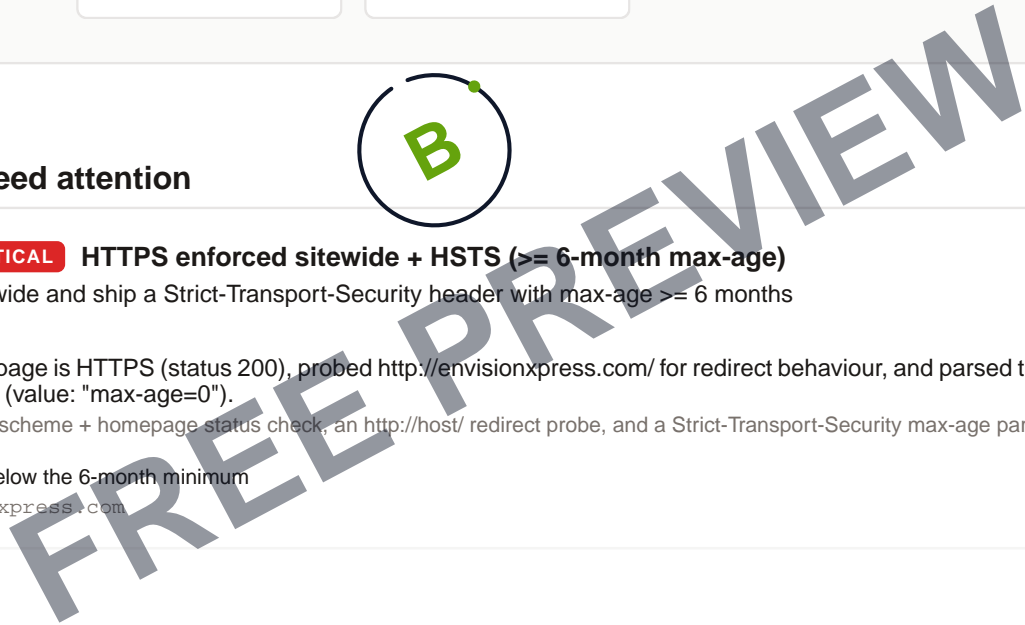 B
eed attention
TICAL HTTPS enforced sitewide + HSTS (>= 6-month max-age)
wide and ship a Strict-Transport-Security header with max-age >= 6 months
page is HTTPS (status 200), probed http://envisionxpress.com/ for redirect behaviour, and parsed t
(value: "max-age=0").
scheme + homepage status check, an http://host/ redirect probe, and a Strict-Transport-Security max-age par
elow the 6-month minimum
xpress.com
FREE PREVIEW